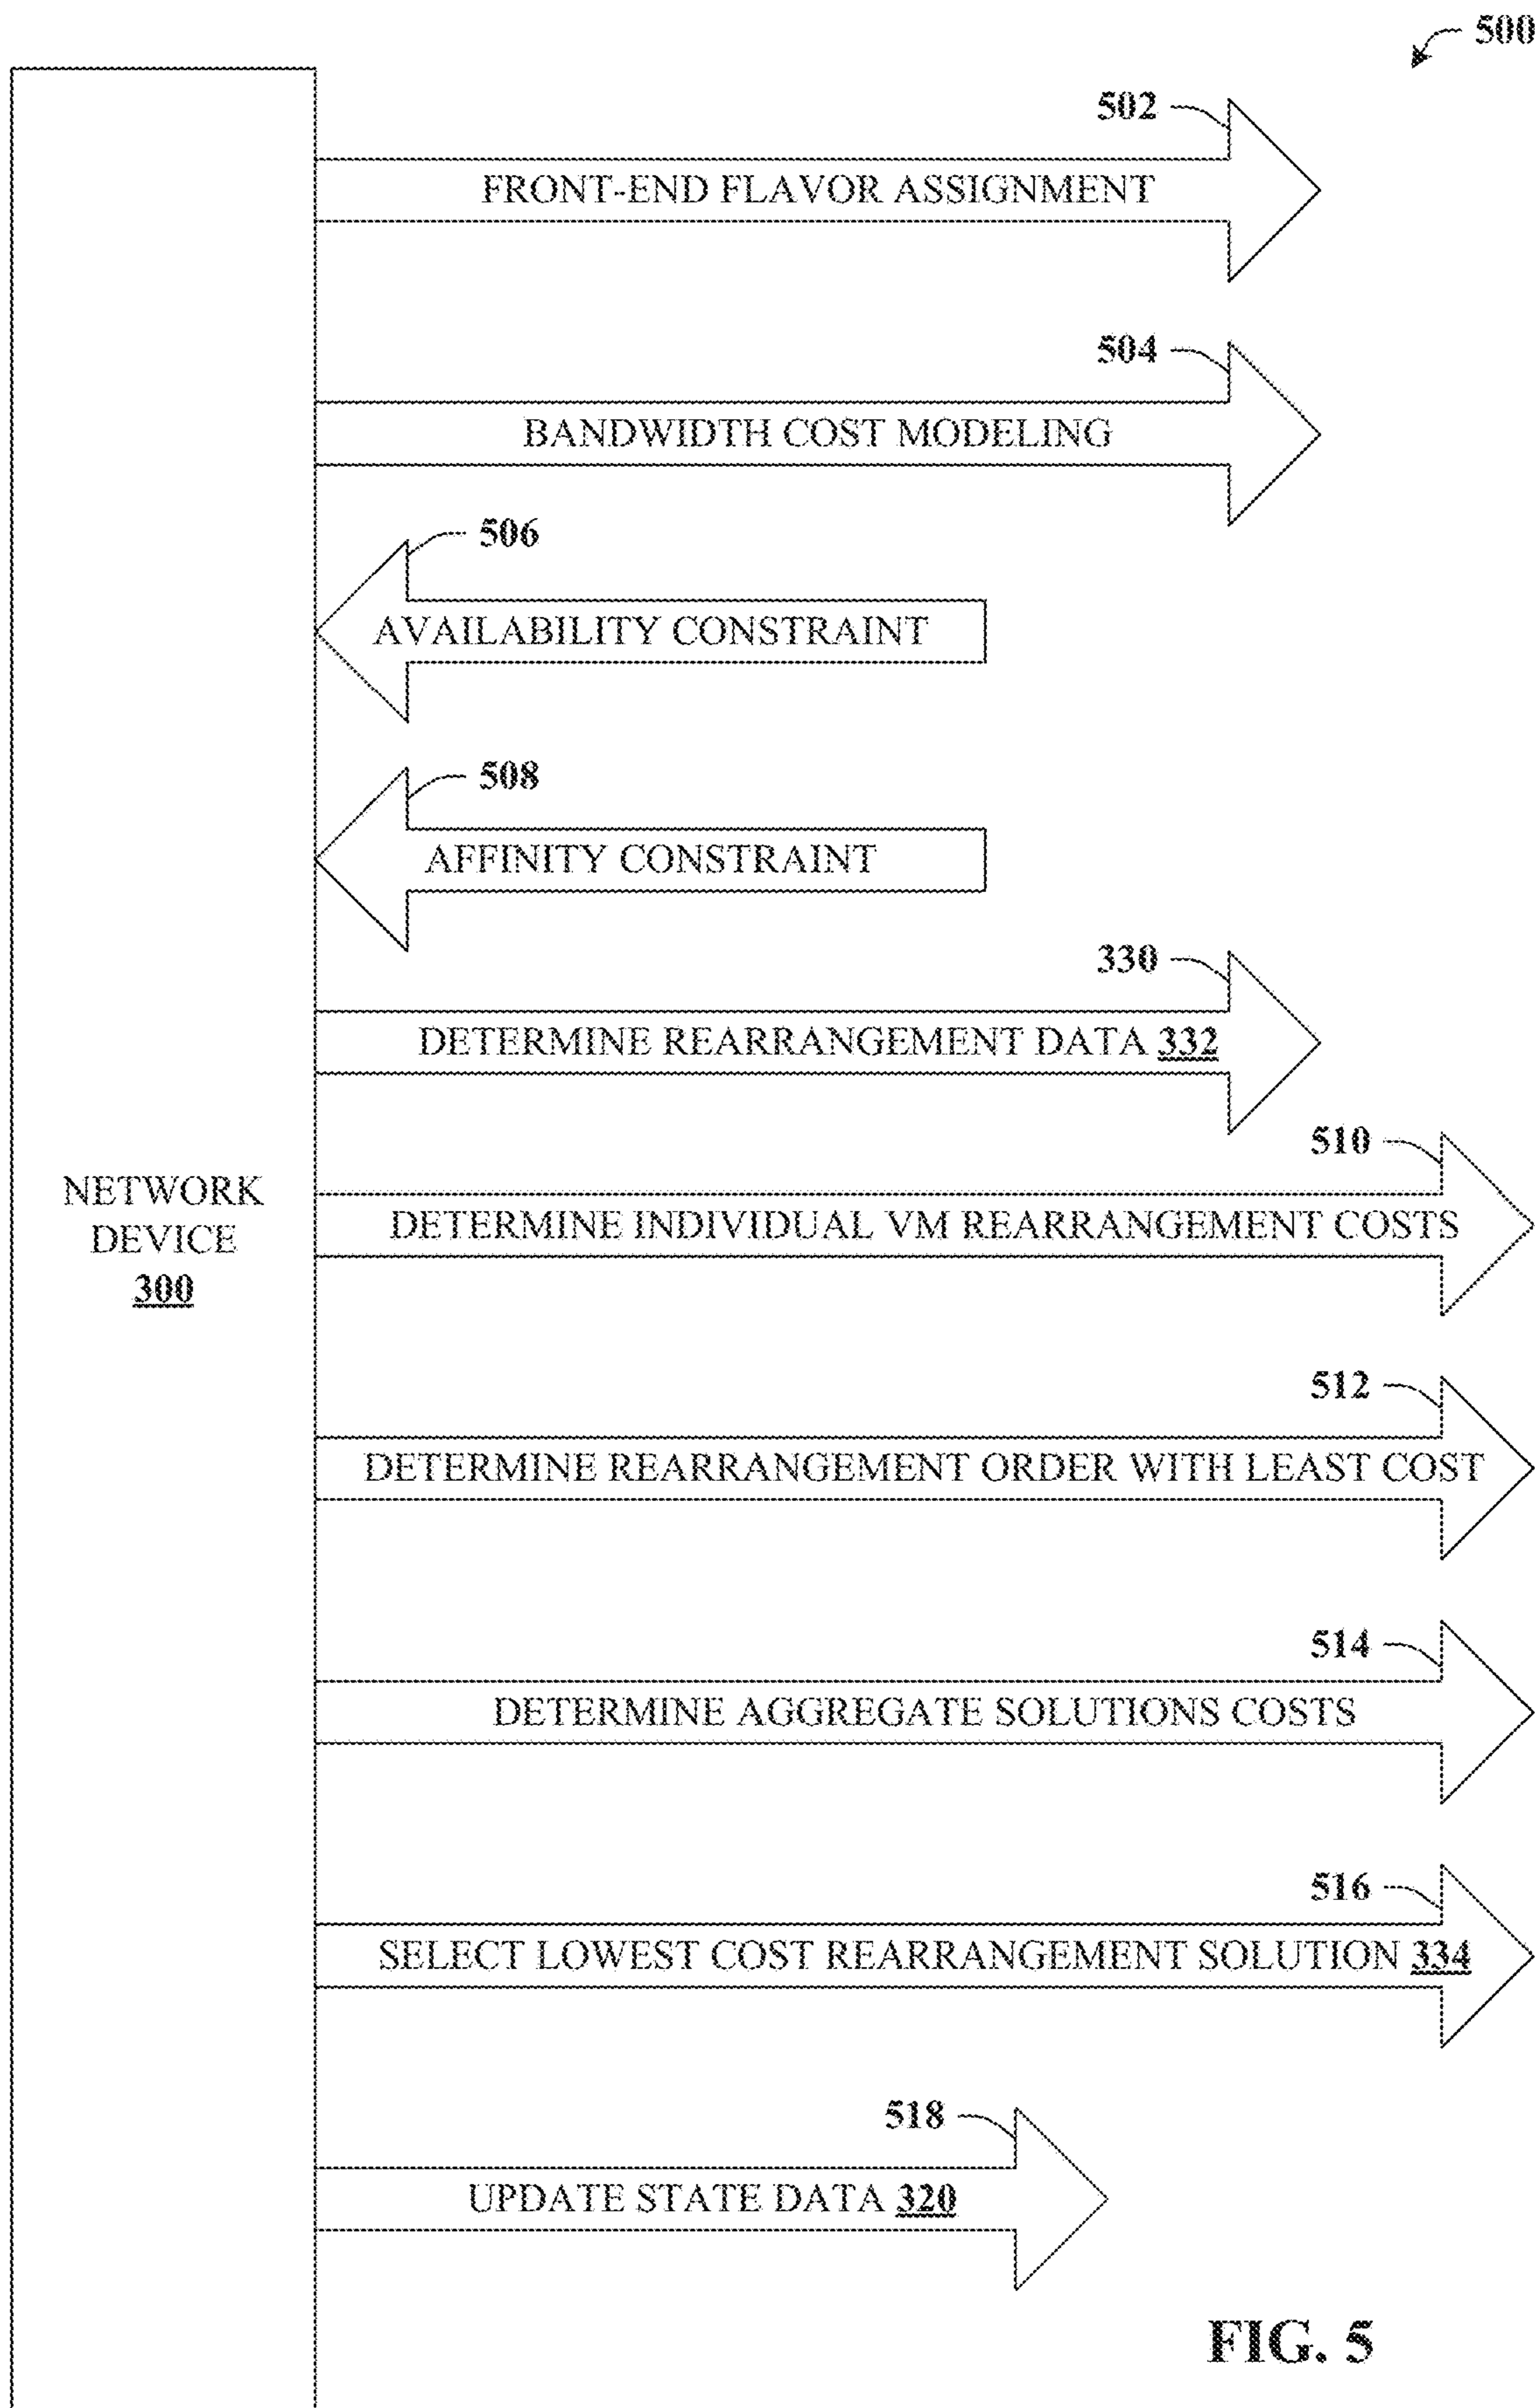 500
502
FRONT-END FLAVOR ASSIGNMENT
504
BANDWIDTH COST MODELING
506
AVAILABILITY CONSTRAINT
508
AFFINITY CONSTRAINT
330
DETERMINE REARRANGEMENT DATA 332
510
NETWORK
DEVICE
300
DETERMINE INDIVIDUAL VM REARRANGEMENT COSTS
512
DETERMINE REARRANGEMENT ORDER WITH LEAST COST
514
DETERMINE AGGREGATE SOLUTIONS COSTS
516
SELECT LOWEST COST REARRANGEMENT SOLUTION 334
518
UPDATE STATE DATA 320
FIG. 5